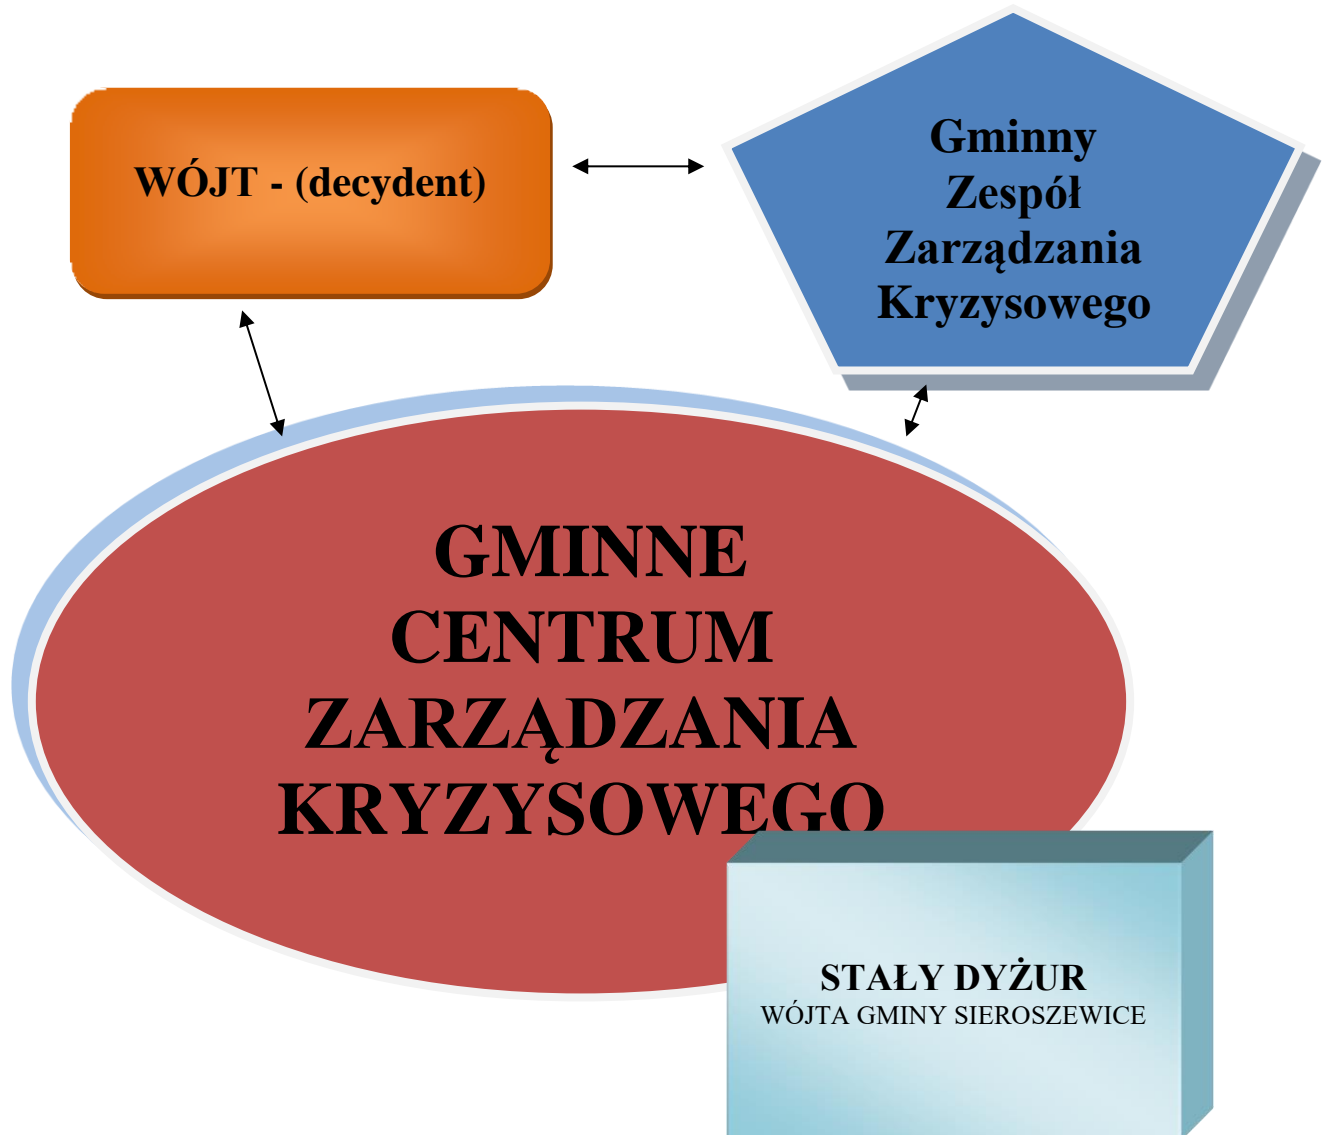 WÓJT - (decydent)
Gminny
Zespół
Zarządzania
Kryzysowego
GMINNE
CENTRUM
ZARZĄDZANIA
KRYZYSOWEGO
STAŁY DYŻUR
WÓJTA GMINY SIEROSZEWICE